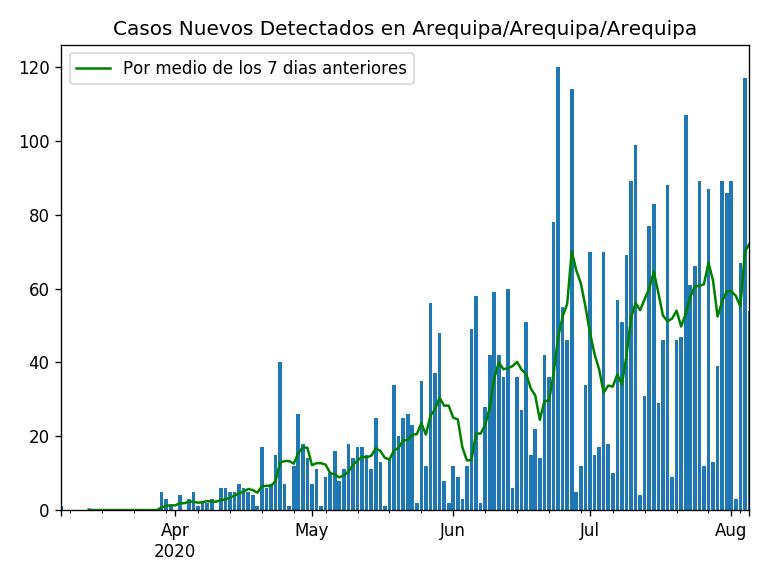 Casos Nuevos Detectados en Arequipa/Arequipa/Arequipa
Por medio de los 7 dias anteriores
120
100
80
60
40
20
0
Apr May Jun Jul Aug
2020